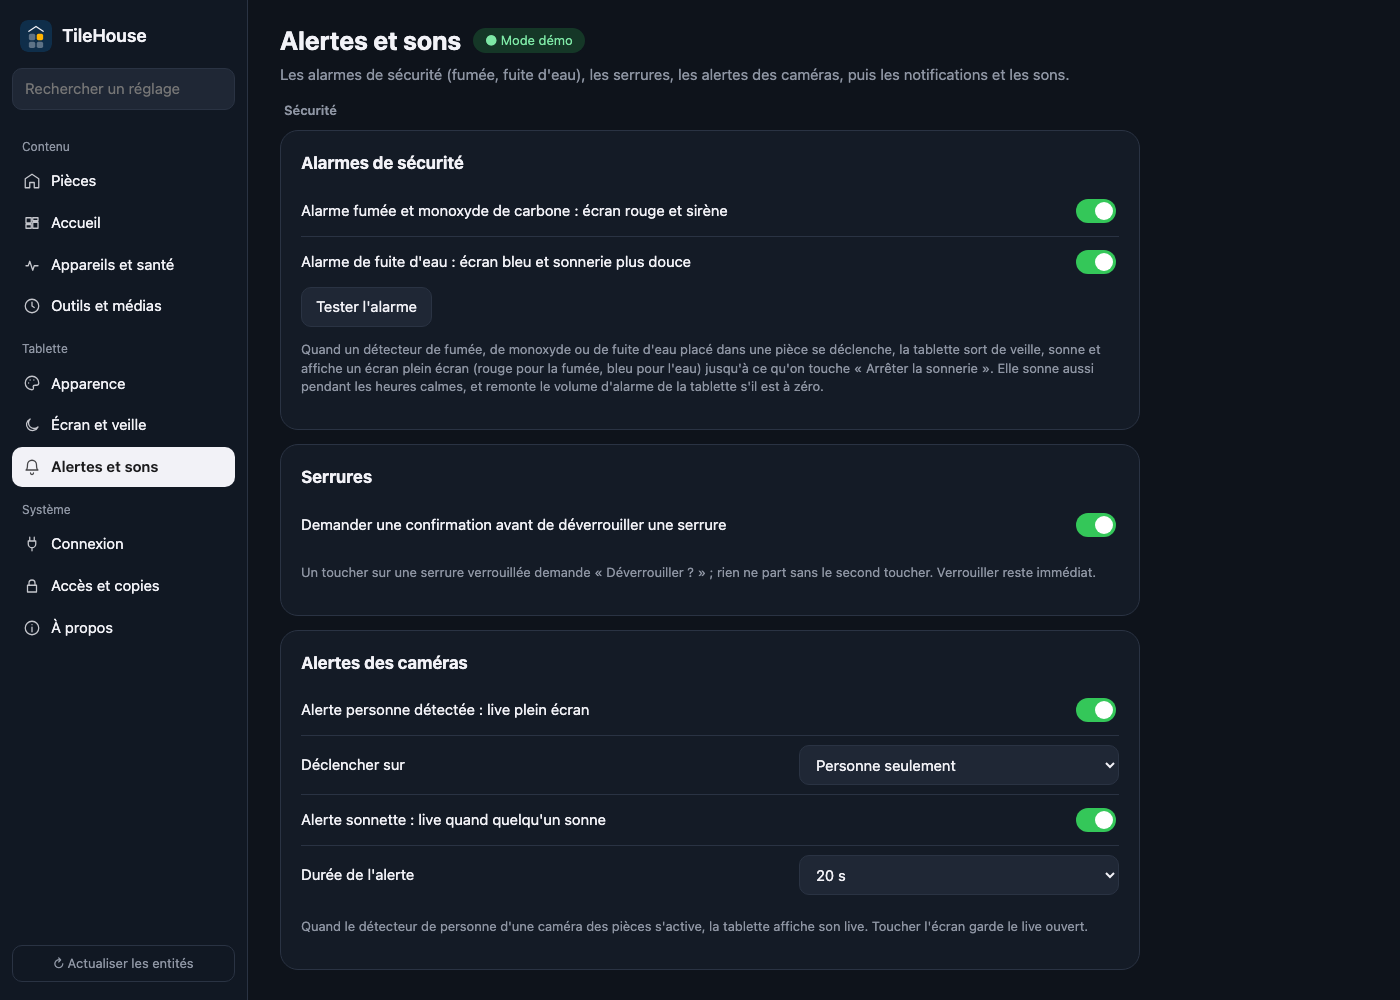 TileHouse
Rechercher un réglage
Contenu
Pièces
Accueil
Appareils et santé
Outils et médias
Tablette
Apparence
Écran et veille
Alertes et sons
Système
Connexion
Accès et copies
À propos
↻ Actualiser les entités
Alertes et sons
Mode démo
Les alarmes de sécurité (fumée, fuite d'eau), les serrures, les alertes des caméras, puis les notifications et les sons.
Sécurité
Alarmes de sécurité
Alarme fumée et monoxyde de carbone : écran rouge et sirène
Alarme de fuite d'eau : écran bleu et sonnerie plus douce
Tester l'alarme
Quand un détecteur de fumée, de monoxyde ou de fuite d'eau placé dans une pièce se déclenche, la tablette sort de veille, sonne et
affiche un écran plein écran (rouge pour la fumée, bleu pour l'eau) jusqu'à ce qu'on touche « Arrêter la sonnerie ». Elle sonne aussi
pendant les heures calmes, et remonte le volume d'alarme de la tablette s'il est à zéro.
Serrures
Demander une confirmation avant de déverrouiller une serrure
Un toucher sur une serrure verrouillée demande « Déverrouiller ? » ; rien ne part sans le second toucher. Verrouiller reste immédiat.
Alertes des caméras
Alerte personne détectée : live plein écran
Déclencher sur
Personne seulement
Alerte sonnette : live quand quelqu'un sonne
Durée de l'alerte
20 s
Quand le détecteur de personne d'une caméra des pièces s'active, la tablette affiche son live. Toucher l'écran garde le live ouvert.